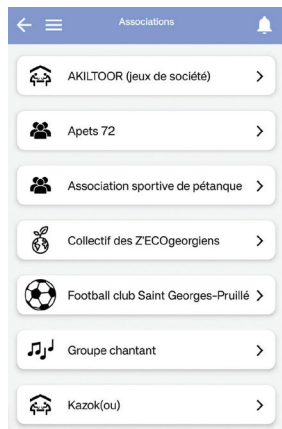 Associations
AKILTOOR (jeux de société)
Apets 72
Association sportive de pétanque
Collectif des Z'ECOgeorgiens
Football club Saint Georges-Pruillé
Groupe chantant
Kazok(ou)